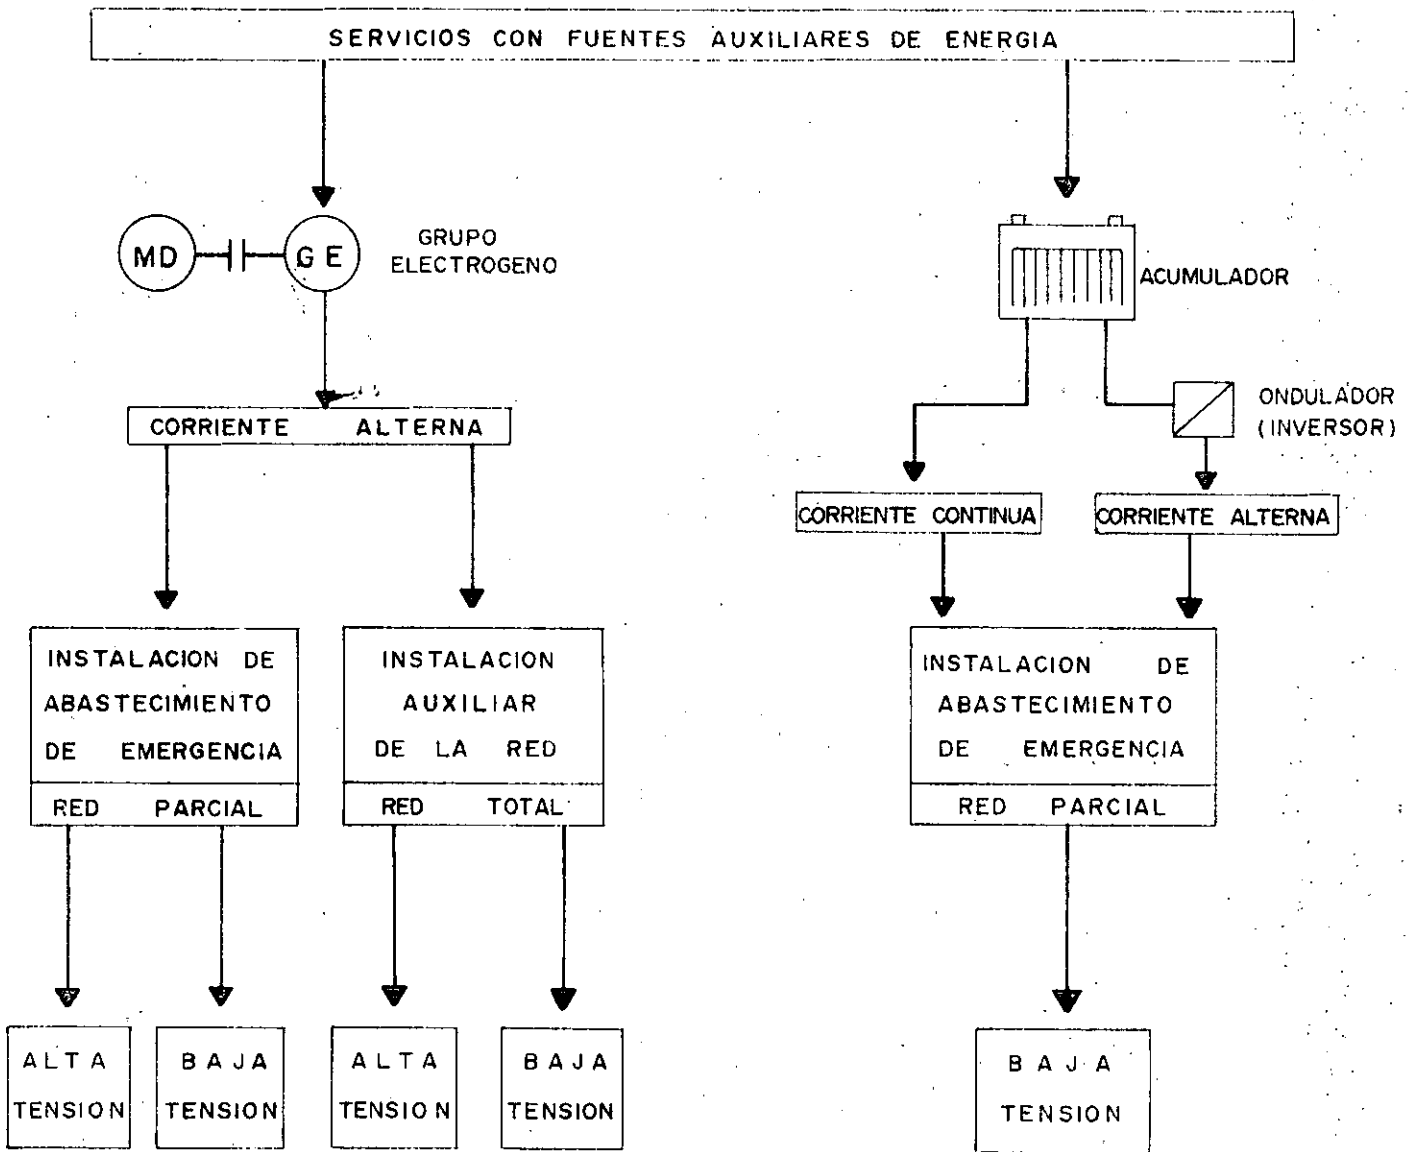 SERVICIOS CON FUENTES AUXILIARES DE ENERGIA
MD
GE
GRUPO
ELECTROGENO
ACUMULADOR
ONDULADOR
(INVERSOR)
CORRIENTE ALTERNA
CORRIENTE CONTINUA
CORRIENTE ALTERNA
INSTALACION DE
ABASTECIMIENTO
DE EMERGENCIA
RED PARCIAL
INSTALACION
AUXILIAR
DE LA RED
RED TOTAL
INSTALACION DE
ABASTECIMIENTO
DE EMERGENCIA
RED PARCIAL
ALTA
TENSION
BAJA
TENSION
ALTA
TENSION
BAJA
TENSION
BAJA
TENSION